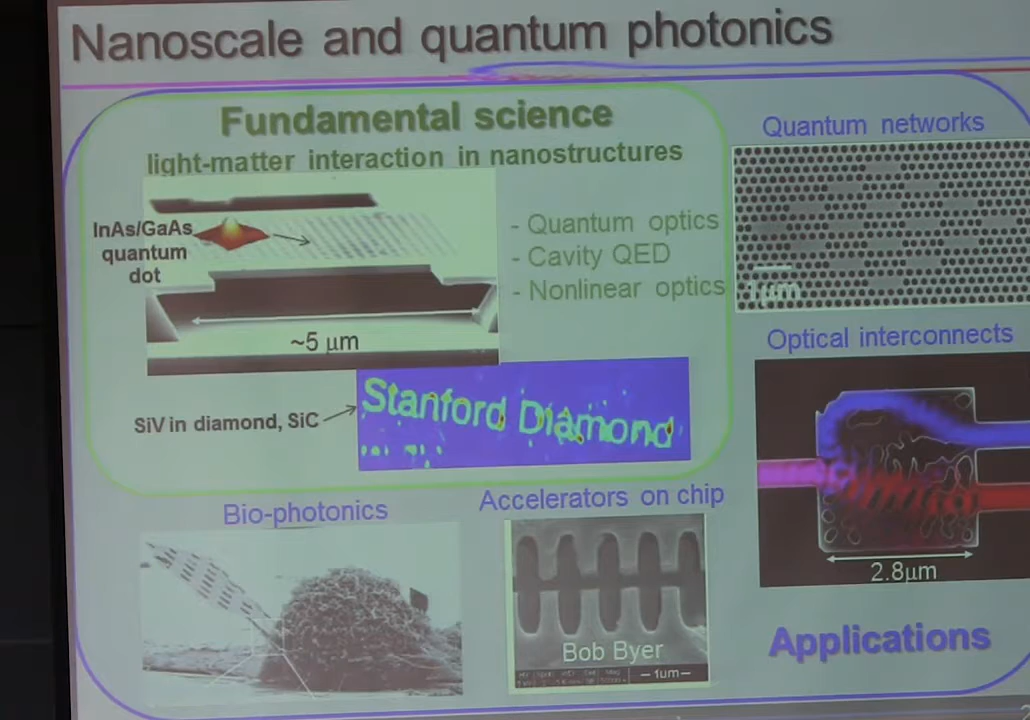 Nanoscale and quantum photonics
Fundamental science
light-matter interaction in nanostructures
InAs/GaAs
quantum
dot
- Quantum optics
- Cavity QED
- Nonlinear optics
~5 μm
SiV in diamond, SiC
Stanford Diamond
Quantum networks
1μm
Optical interconnects
2.8μm
Bio-photonics
Accelerators on chip
Bob Byer
1um
Applications